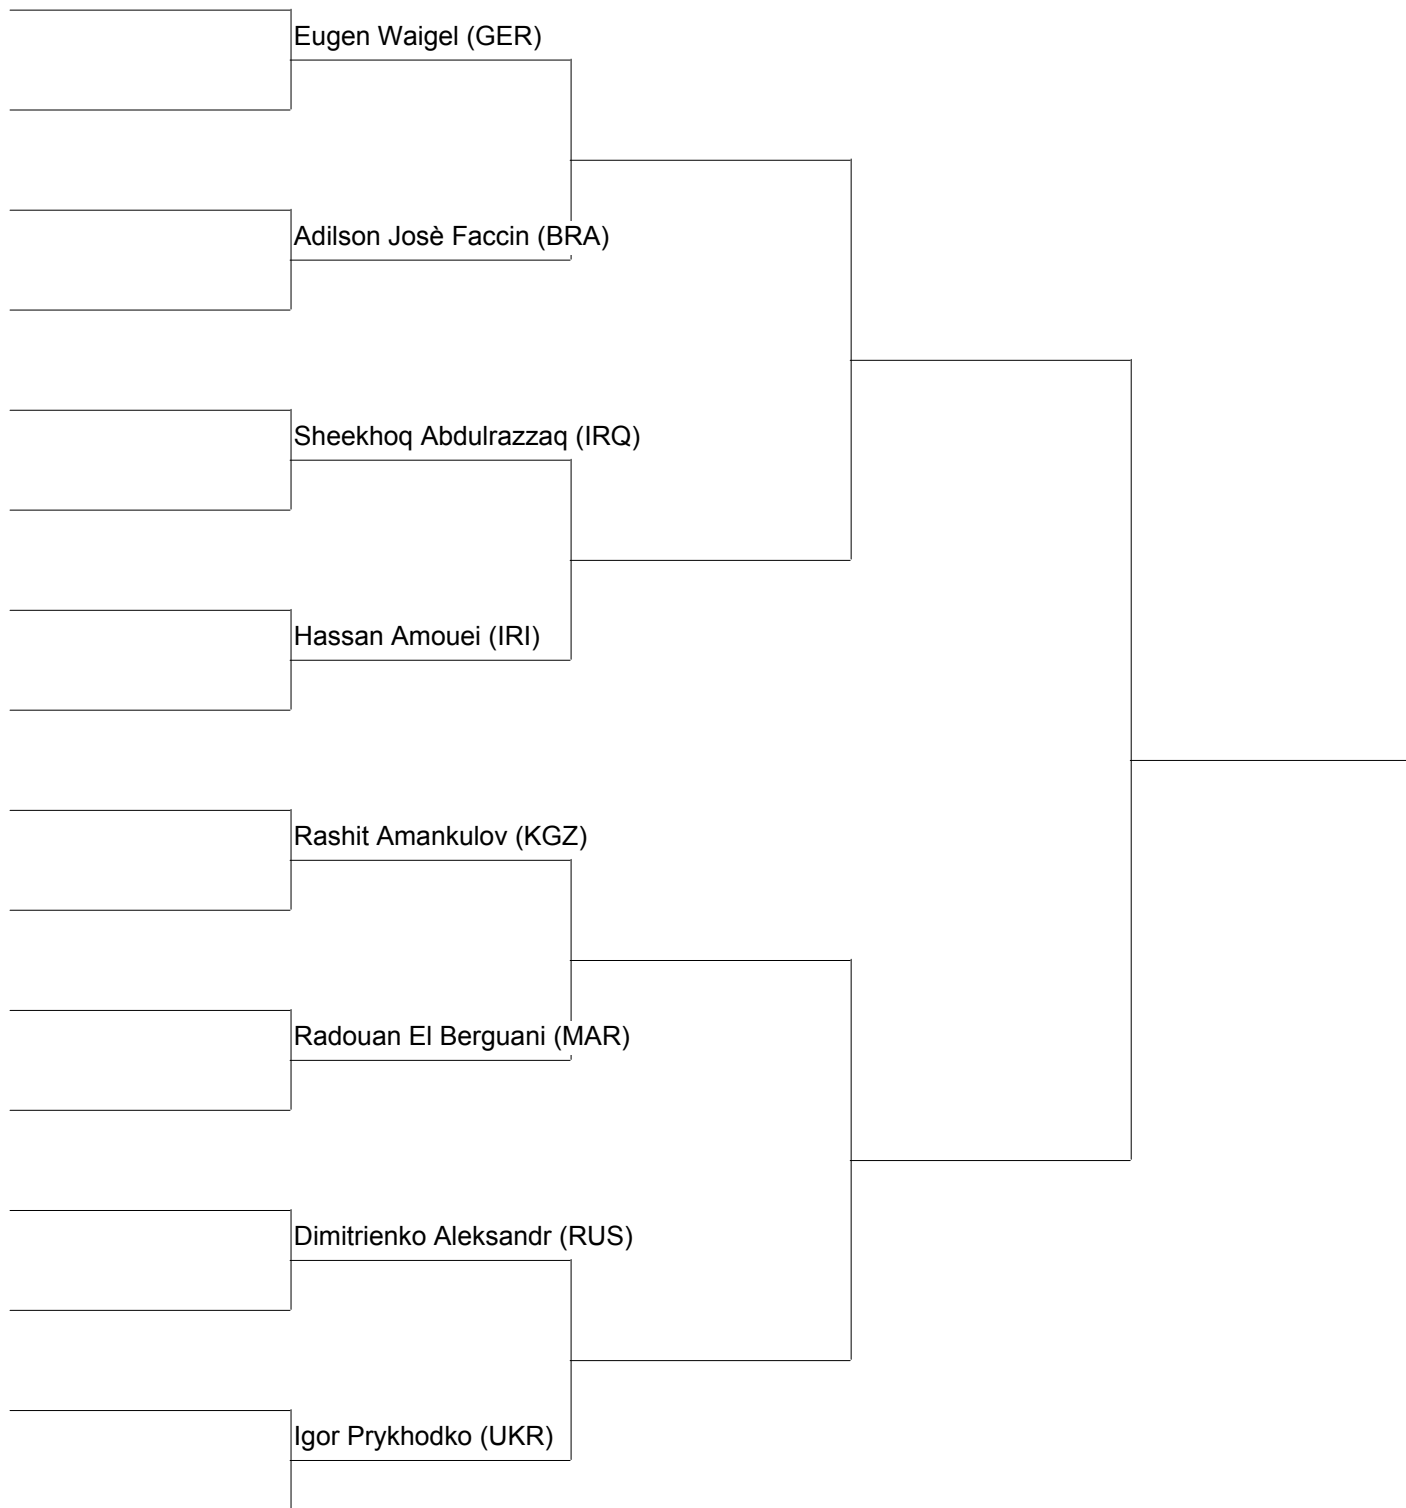 Eugen Waigel (GER)
Adilson Josè Faccin (BRA)
Sheekhoq Abdulrazzaq (IRQ)
Hassan Amouei (IRI)
Rashit Amankulov (KGZ)
Radouan El Berguani (MAR)
Dimitrienko Aleksandr (RUS)
Igor Prykhodko (UKR)